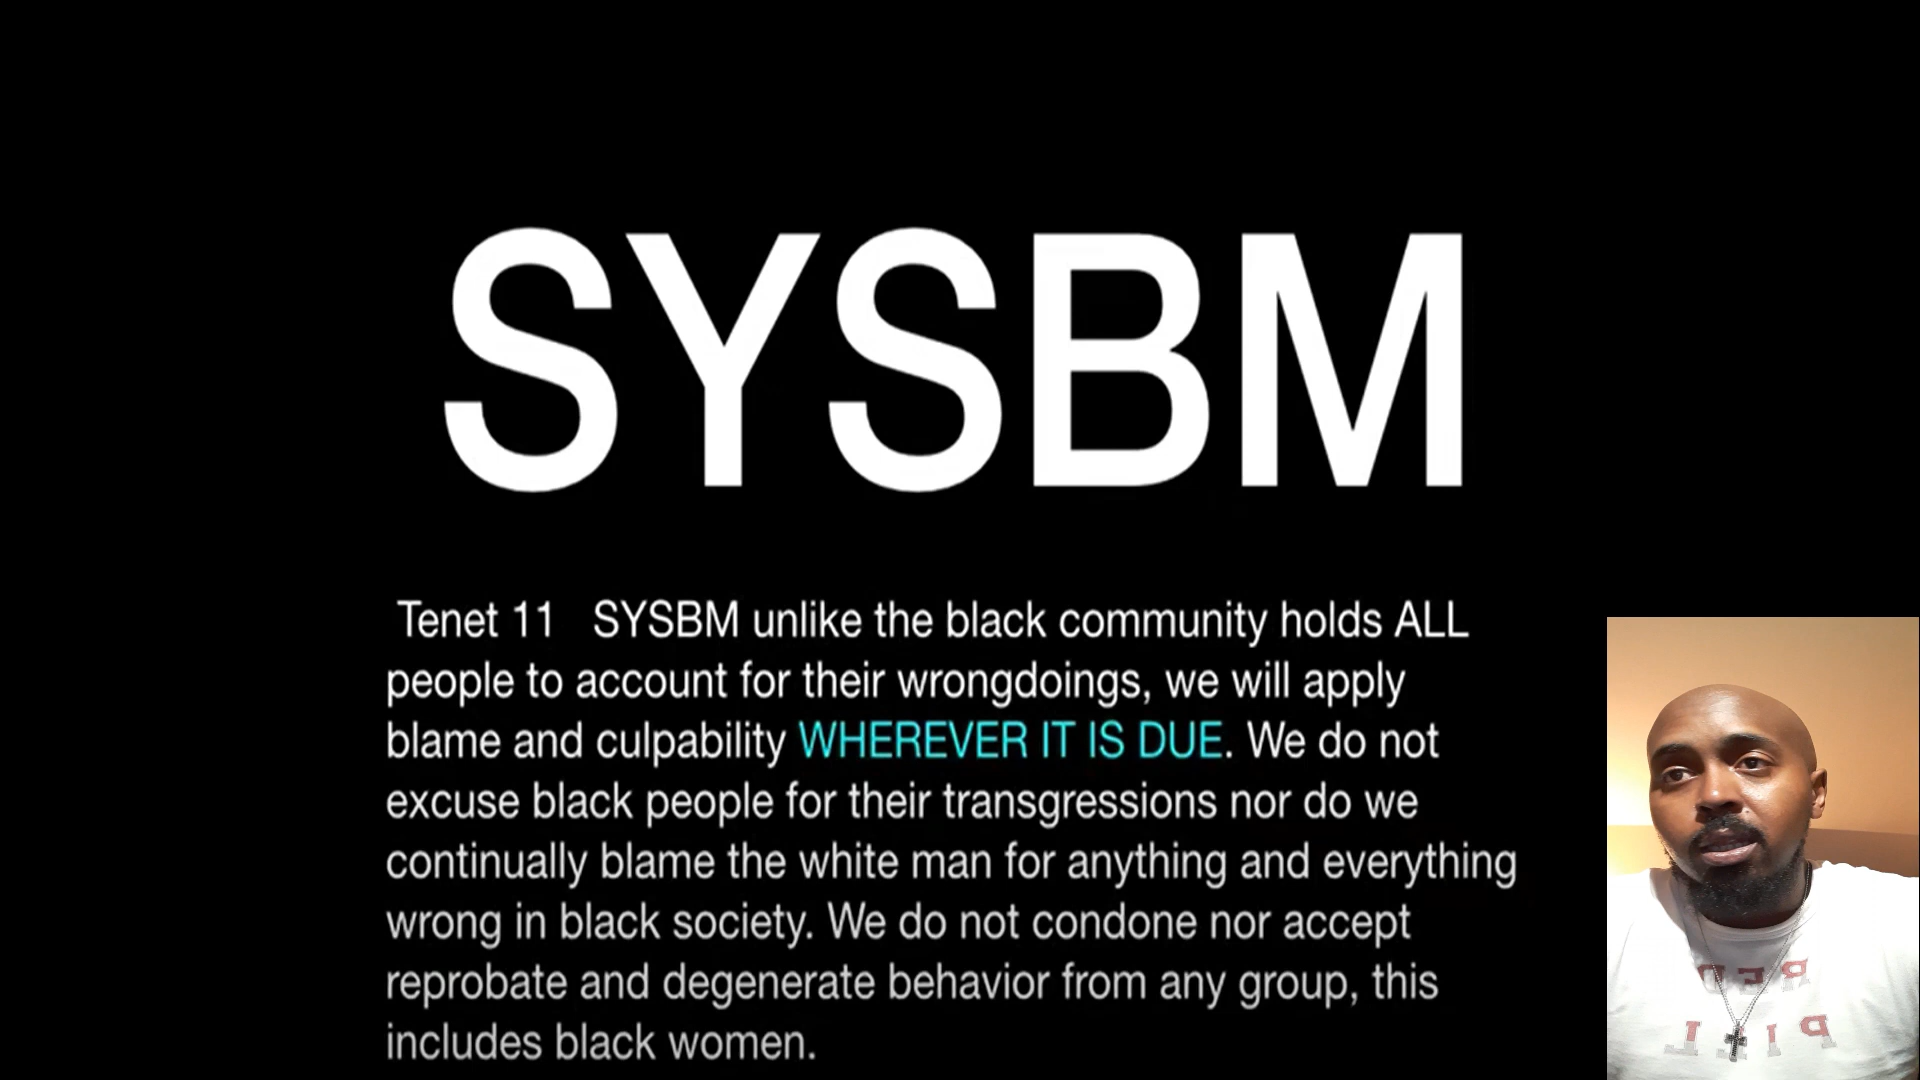 SYSBM
Tenet 11 SYSBM unlike the black community holds ALL
people to account for their wrongdoings, we will apply
blame and culpability WHEREVER IT IS DUE. We do not
excuse black people for their transgressions nor do we
continually blame the white man for anything and everything
wrong in black society. We do not condone nor accept
reprobate and degenerate behavior from any group, this
includes black women.
RED
PILL